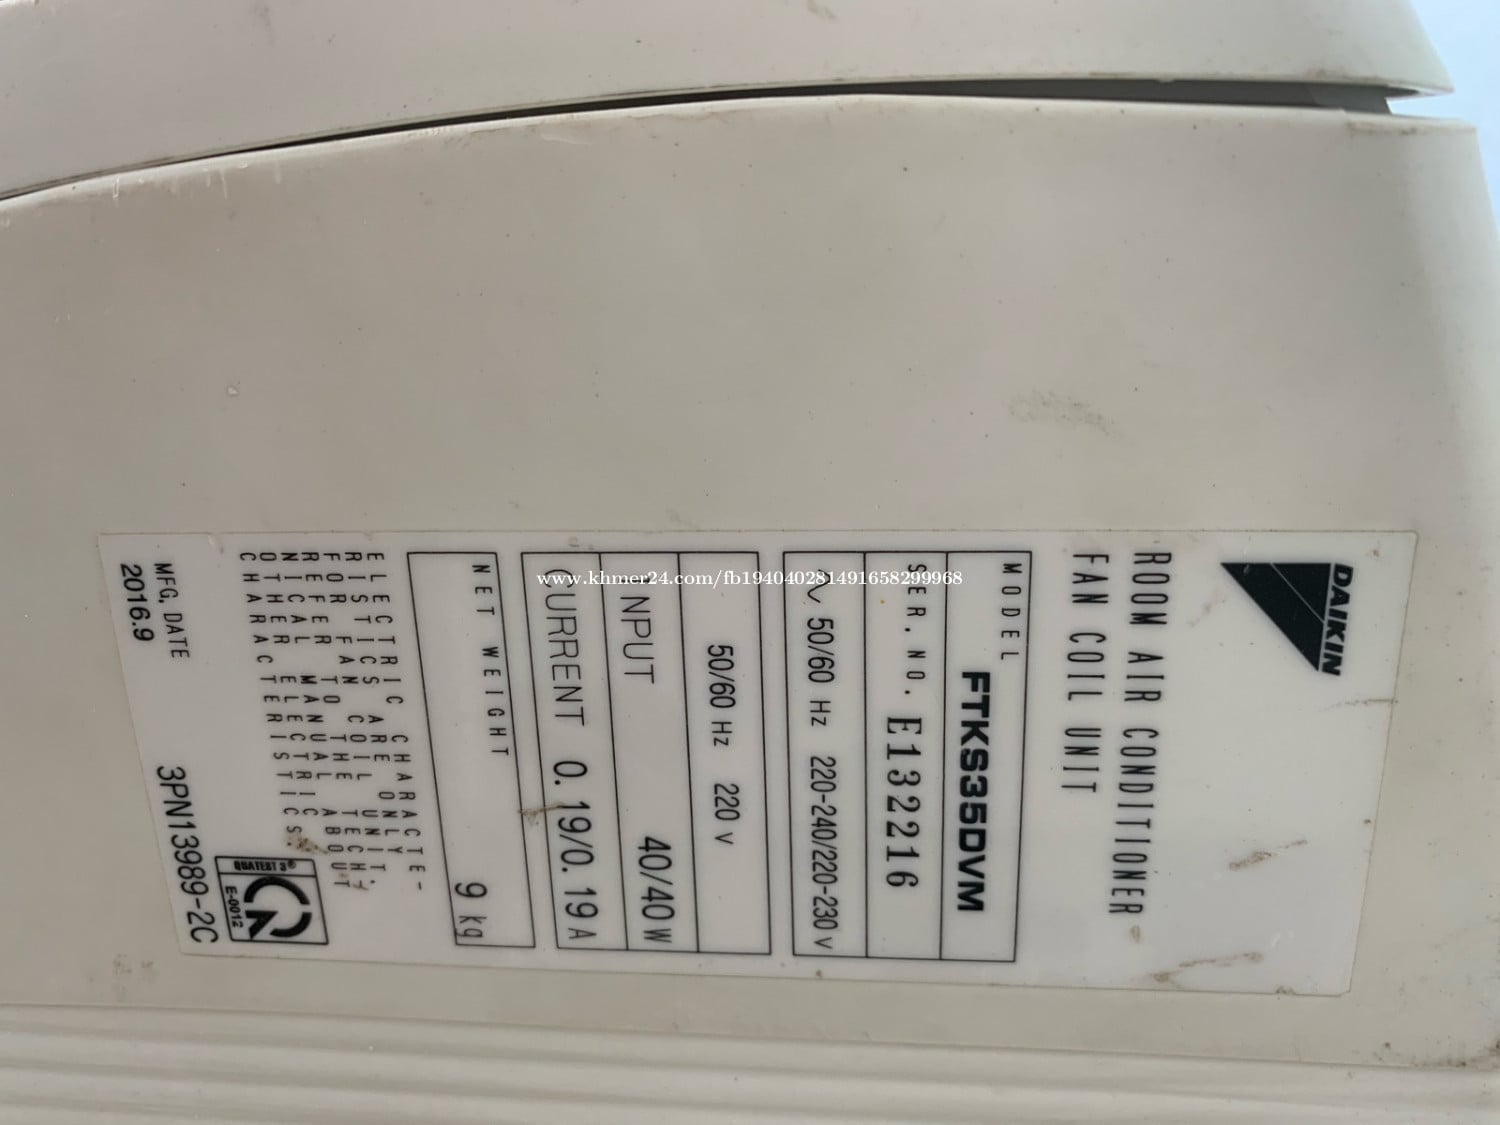 DAIKIN
ROOM AIR CONDITIONER
FAN COIL UNIT
MODEL FTKS35DVM
SER. NO. E132216
∿ 50/60 Hz 220-240/220-230 V
50/60 Hz 220 V
INPUT 40/40 W
CURRENT 0.19/0.19 A
NET WEIGHT 9 kg
ELECTRIC CHARACTE-
RISTICS ARE ONLY
FOR FAN COIL UNIT,
REFER TO THE TECH-
NICAL MANUAL ABOUT
OTHER ELECTRIC
CHARACTERISTICS.
QUATEST 3®
E-0012
MFG, DATE
2016.9
3PN13989-2C
www.khmer24.com/fb194040281491658299968